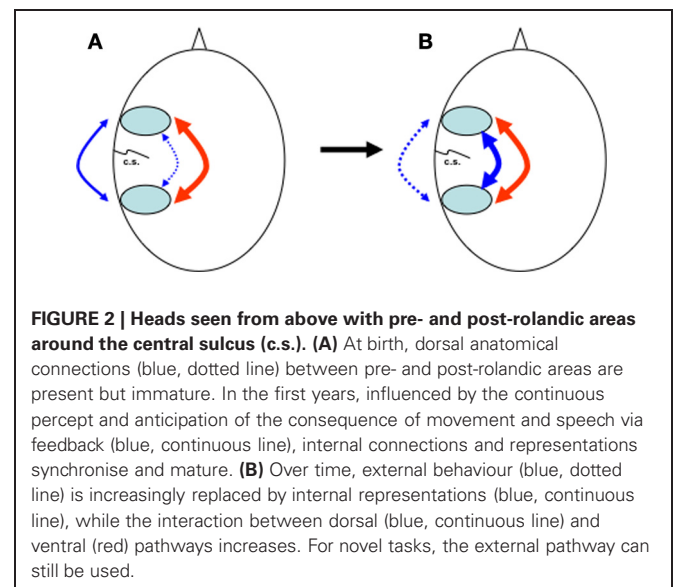 A B
c.s. c.s.
FIGURE 2 | Heads seen from above with pre- and post-rolandic areas
around the central sulcus (c.s.). (A) At birth, dorsal anatomical
connections (blue, dotted line) between pre- and post-rolandic areas are
present but immature. In the first years, influenced by the continuous
percept and anticipation of the consequence of movement and speech via
feedback (blue, continuous line), internal connections and representations
synchronise and mature. (B) Over time, external behaviour (blue, dotted
line) is increasingly replaced by internal representations (blue, continuous
line), while the interaction between dorsal (blue, continuous line) and
ventral (red) pathways increases. For novel tasks, the external pathway can
still be used.